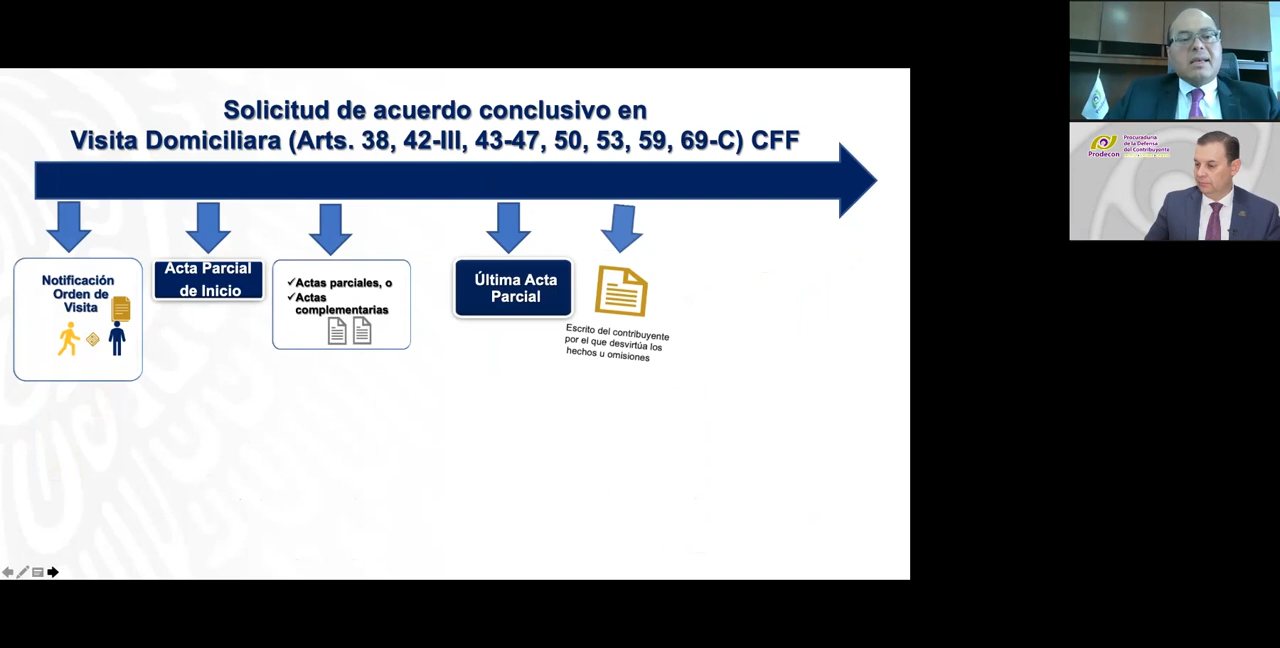 Solicitud de acuerdo conclusivo en
Visita Domiciliara (Arts. 38, 42-III, 43-47, 50, 53, 59, 69-C) CFF
Notificación
Orden de
Visita
Acta Parcial
de Inicio
✓Actas parciales, o
✓Actas
complementarias
Última Acta
Parcial
Escrito del contribuyente
por el que desvirtúa los
hechos u omisiones
Prodecon
Procuraduría
de la Defensa
del Contribuyente